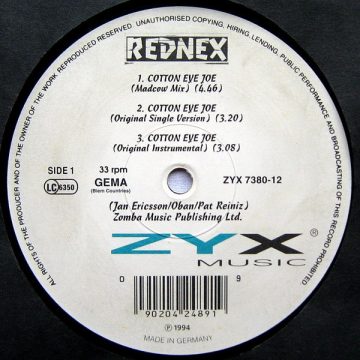 ALL RIGHTS OF THE PRODUCER AND OF THE OWNER OF THE WORK REPRODUCED RESERVED. UNAUTHORISED COPYING, HIRING, LENDING, PUBLIC PERFORMANCE AND BROADCASTING OF THIS RECORD PROHIBITED
REDNEX
1. COTTON EYE JOE
(Madcow Mix) (4.46)
2. COTTON EYE JOE
(Original Single Version) (3.20)
3. COTTON EYE JOE
(Original Instrumental) (3.08)
SIDE 1 33 rpm
LC 6350 GEMA ZYX 7380-12
(Biem Countries)
(Jan Ericsson/Oban/Pat Reiniz)
Zomba Music Publishing Ltd.
ZYX ®
MUSIC
0 9
90204 24891
℗ 1994
MADE IN GERMANY